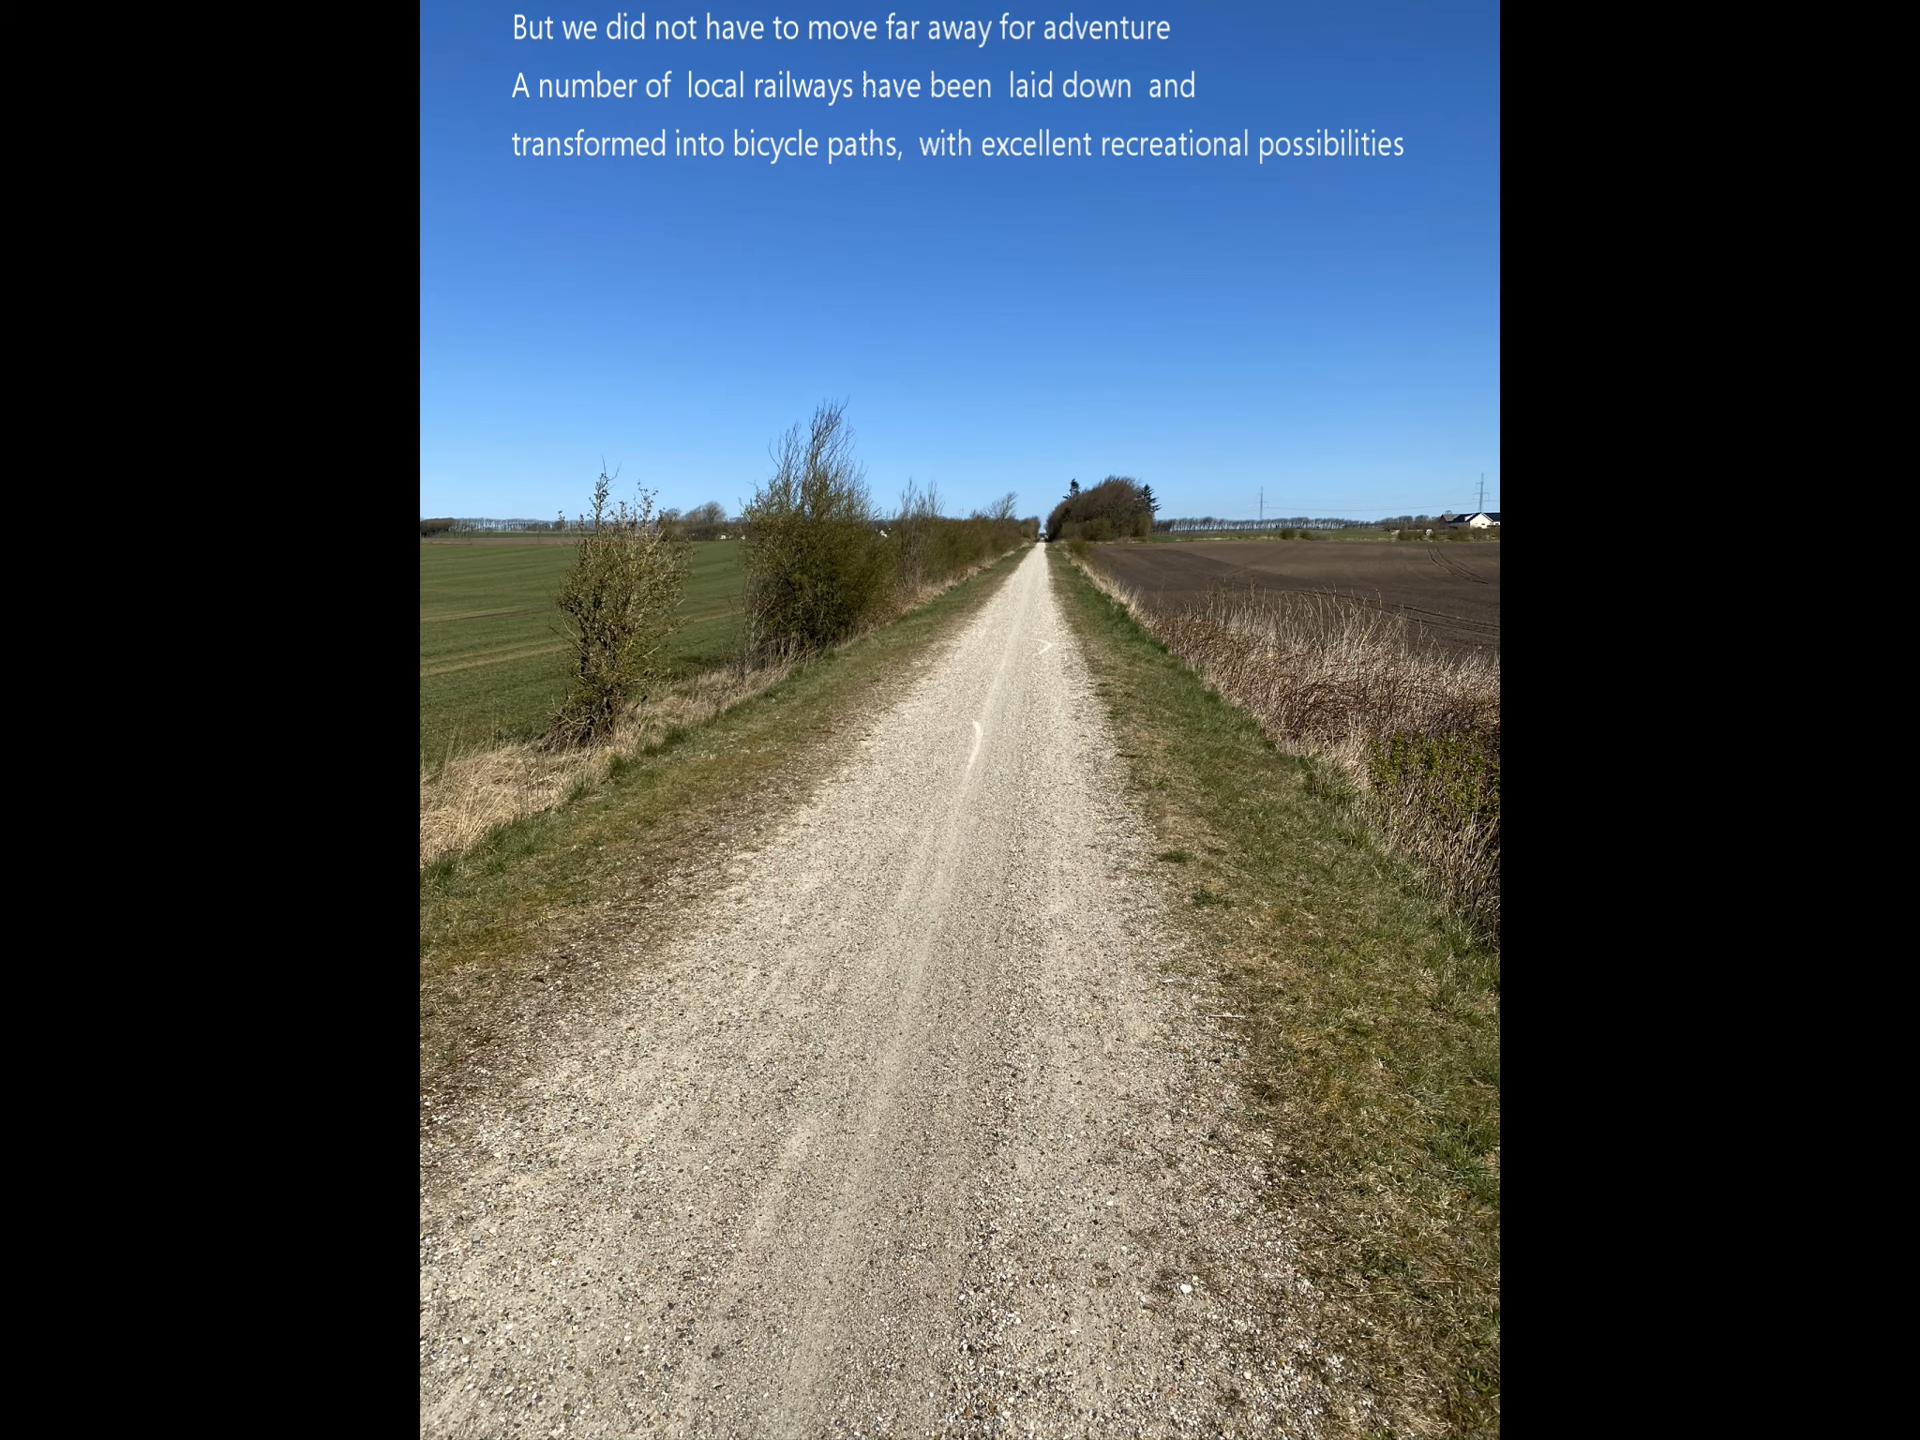 But we did not have to move far away for adventure
A number of local railways have been laid down and
transformed into bicycle paths, with excellent recreational possibilities